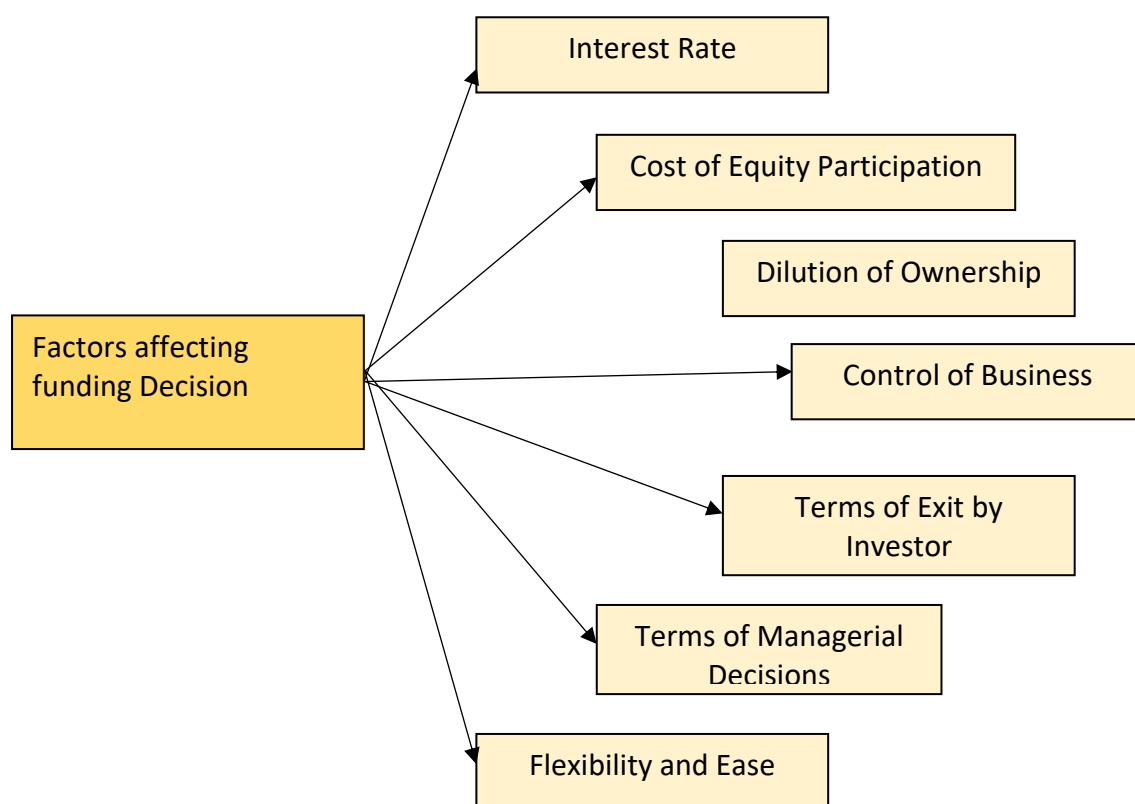 Interest Rate
Cost of Equity Participation
Dilution of Ownership
Factors affecting
funding Decision
Control of Business
Terms of Exit by
Investor
Terms of Managerial
Decisions
Flexibility and Ease